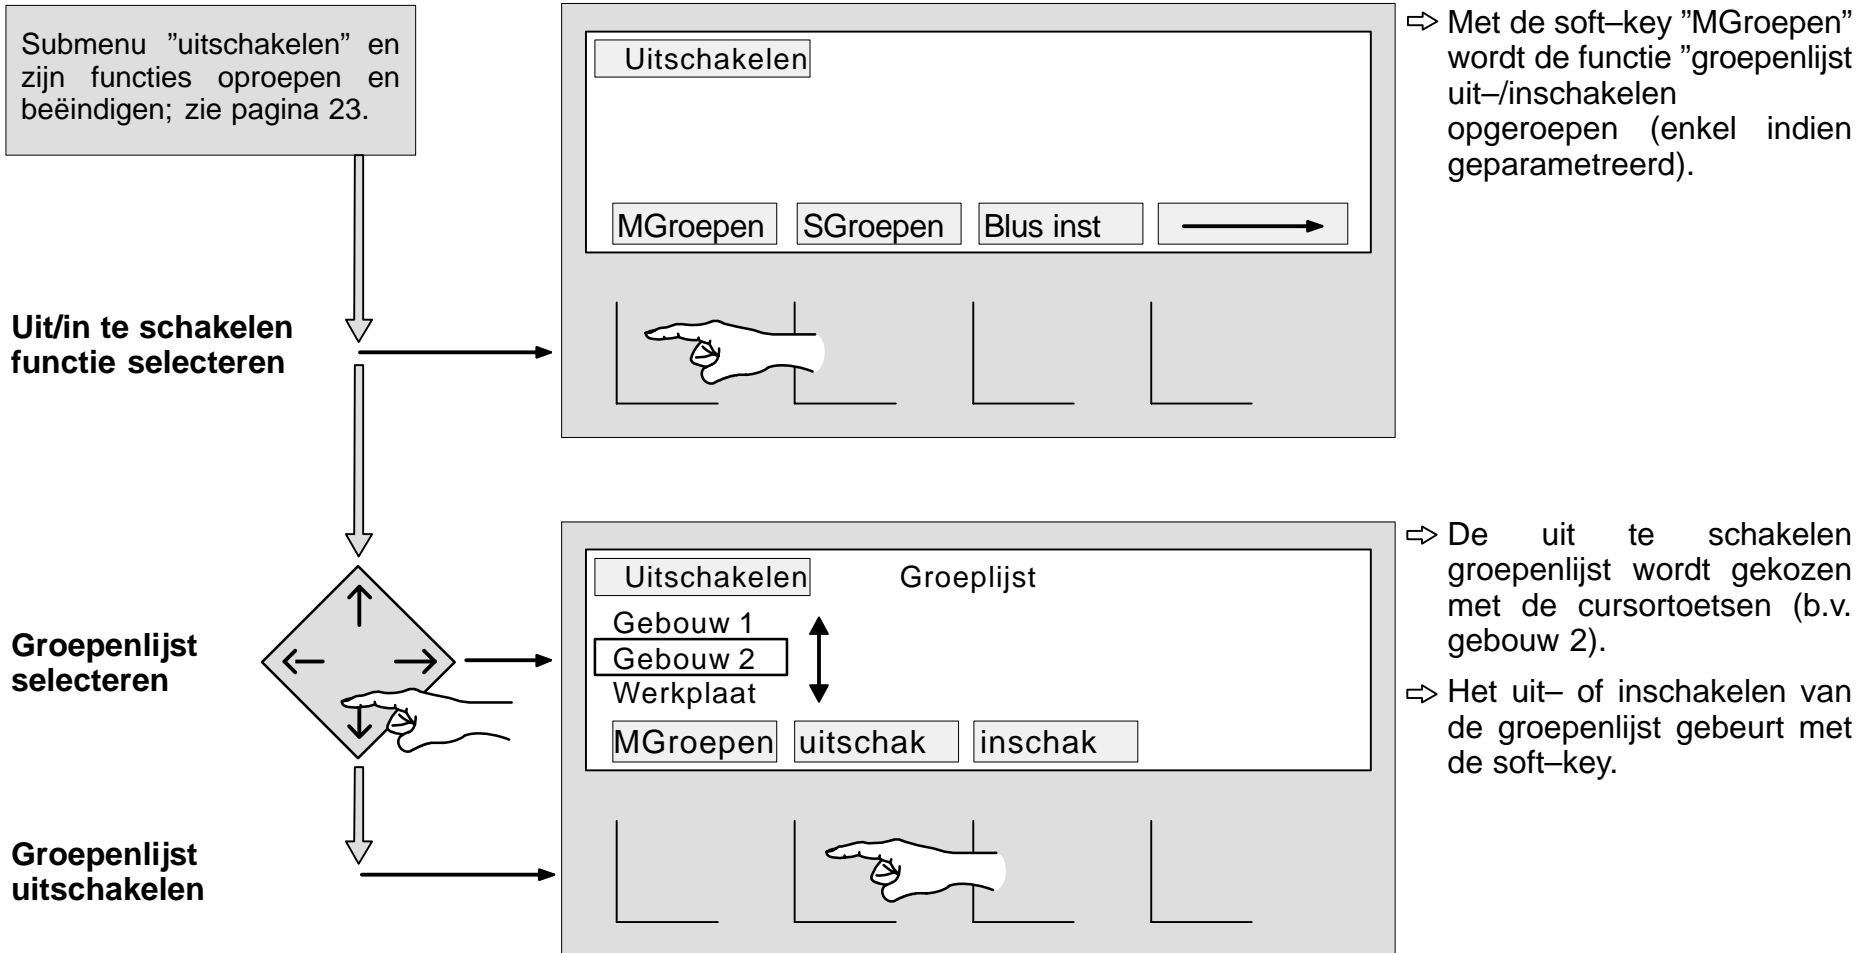 Submenu ”uitschakelen” en
zijn functies oproepen en
beëindigen; zie pagina 23.
Uitschakelen
MGroepen SGroepen Blus inst
⇨ Met de soft–key ”MGroepen”
wordt de functie ”groepenlijst
uit–/inschakelen
opgeroepen (enkel indien
geparametreerd).
Uit/in te schakelen
functie selecteren
Groepenlijst
selecteren
Uitschakelen Groeplijst
Gebouw 1
Gebouw 2
Werkplaat
MGroepen uitschak inschak
⇨ De uit te schakelen
groepenlijst wordt gekozen
met de cursortoetsen (b.v.
gebouw 2).
⇨ Het uit– of inschakelen van
de groepenlijst gebeurt met
de soft–key.
Groepenlijst
uitschakelen